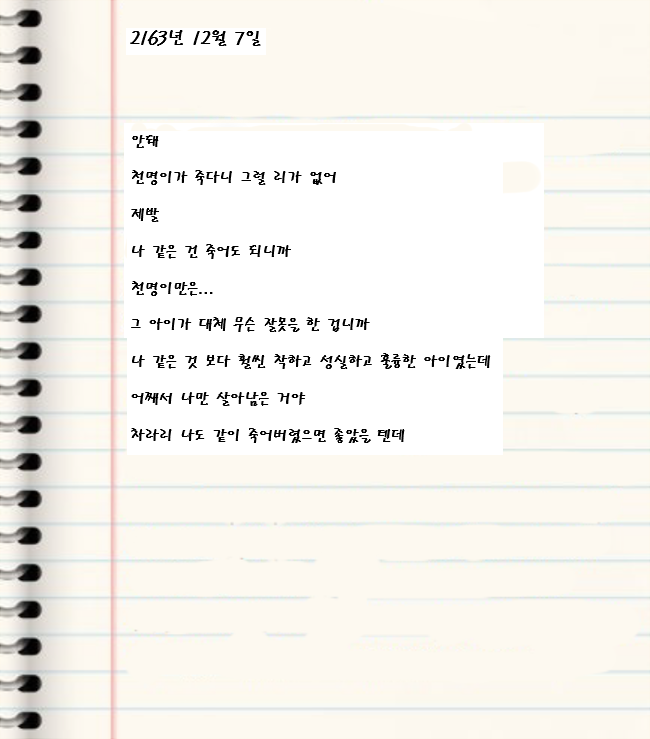 2163년 12월 7일
안돼
천명이가 죽다니 그럴 리가 없어
제발
나 같은 건 죽어도 되니까
천명이만은...
그 아이가 대체 무슨 잘못을 한 겁니까
나 같은 것 보다 훨씬 착하고 성실하고 훌륭한 아이였는데
어째서 나만 살아남은 거야
차라리 나도 같이 죽어버렸으면 좋았을 텐데